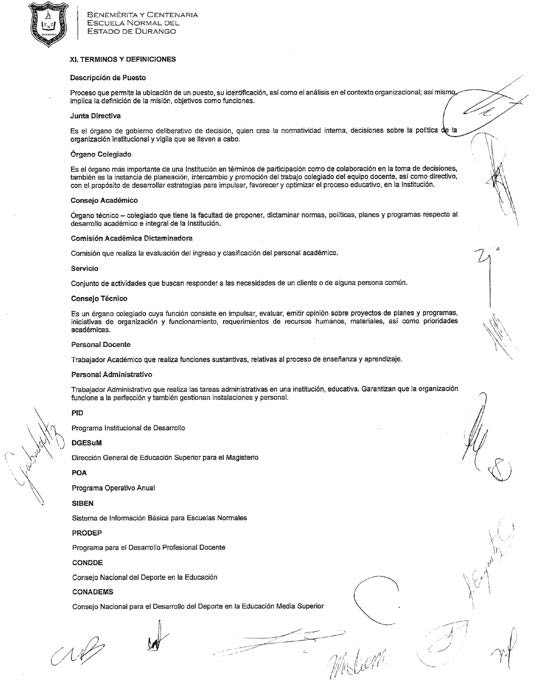 BENEMÉRITA Y CENTENARIA
ESCUELA NORMAL DEL
ESTADO DE DURANGO
XI. TERMINOS Y DEFINICIONES
Descripción de Puesto
Proceso que permite la ubicación de un puesto, su identificación, así como el análisis en el contexto organizacional; así mismo,
implica la definición de la misión, objetivos como funciones.
Junta Directiva
Es el órgano de gobierno deliberativo de decisión, quien crea la normatividad interna, decisiones sobre la política de la
organización institucional y vigila que se lleven a cabo.
Órgano Colegiado
Es el órgano más importante de una Institución en términos de participación como de colaboración en la toma de decisiones,
también es la instancia de planeación, intercambio y promoción del trabajo colegiado del equipo docente, así como directivo,
con el propósito de desarrollar estrategias para impulsar, favorecer y optimizar el proceso educativo, en la Institución.
Consejo Académico
Órgano técnico – colegiado que tiene la facultad de proponer, dictaminar normas, políticas, planes y programas respecto al
desarrollo académico e integral de la Institución.
Comisión Académica Dictaminadora
Comisión que realiza la evaluación del ingreso y clasificación del personal académico.
Servicio
Conjunto de actividades que buscan responder a las necesidades de un cliente o de alguna persona común.
Consejo Técnico
Es un órgano colegiado cuya función consiste en impulsar, evaluar, emitir opinión sobre proyectos de planes y programas,
iniciativas de organización y funcionamiento, requerimientos de recursos humanos, materiales, así como prioridades
académicas.
Personal Docente
Trabajador Académico que realiza funciones sustantivas, relativas al proceso de enseñanza y aprendizaje.
Personal Administrativo
Trabajador Administrativo que realiza las tareas administrativas en una institución, educativa. Garantizan que la organización
funcione a la perfección y también gestionan instalaciones y personal.
PID
Programa Institucional de Desarrollo
DGESuM
Dirección General de Educación Superior para el Magisterio
POA
Programa Operativo Anual
SIBEN
Sistema de Información Básica para Escuelas Normales
PRODEP
Programa para el Desarrollo Profesional Docente
CONDDE
Consejo Nacional del Deporte en la Educación
CONADEMS
Consejo Nacional para el Desarrollo del Deporte en la Educación Media Superior